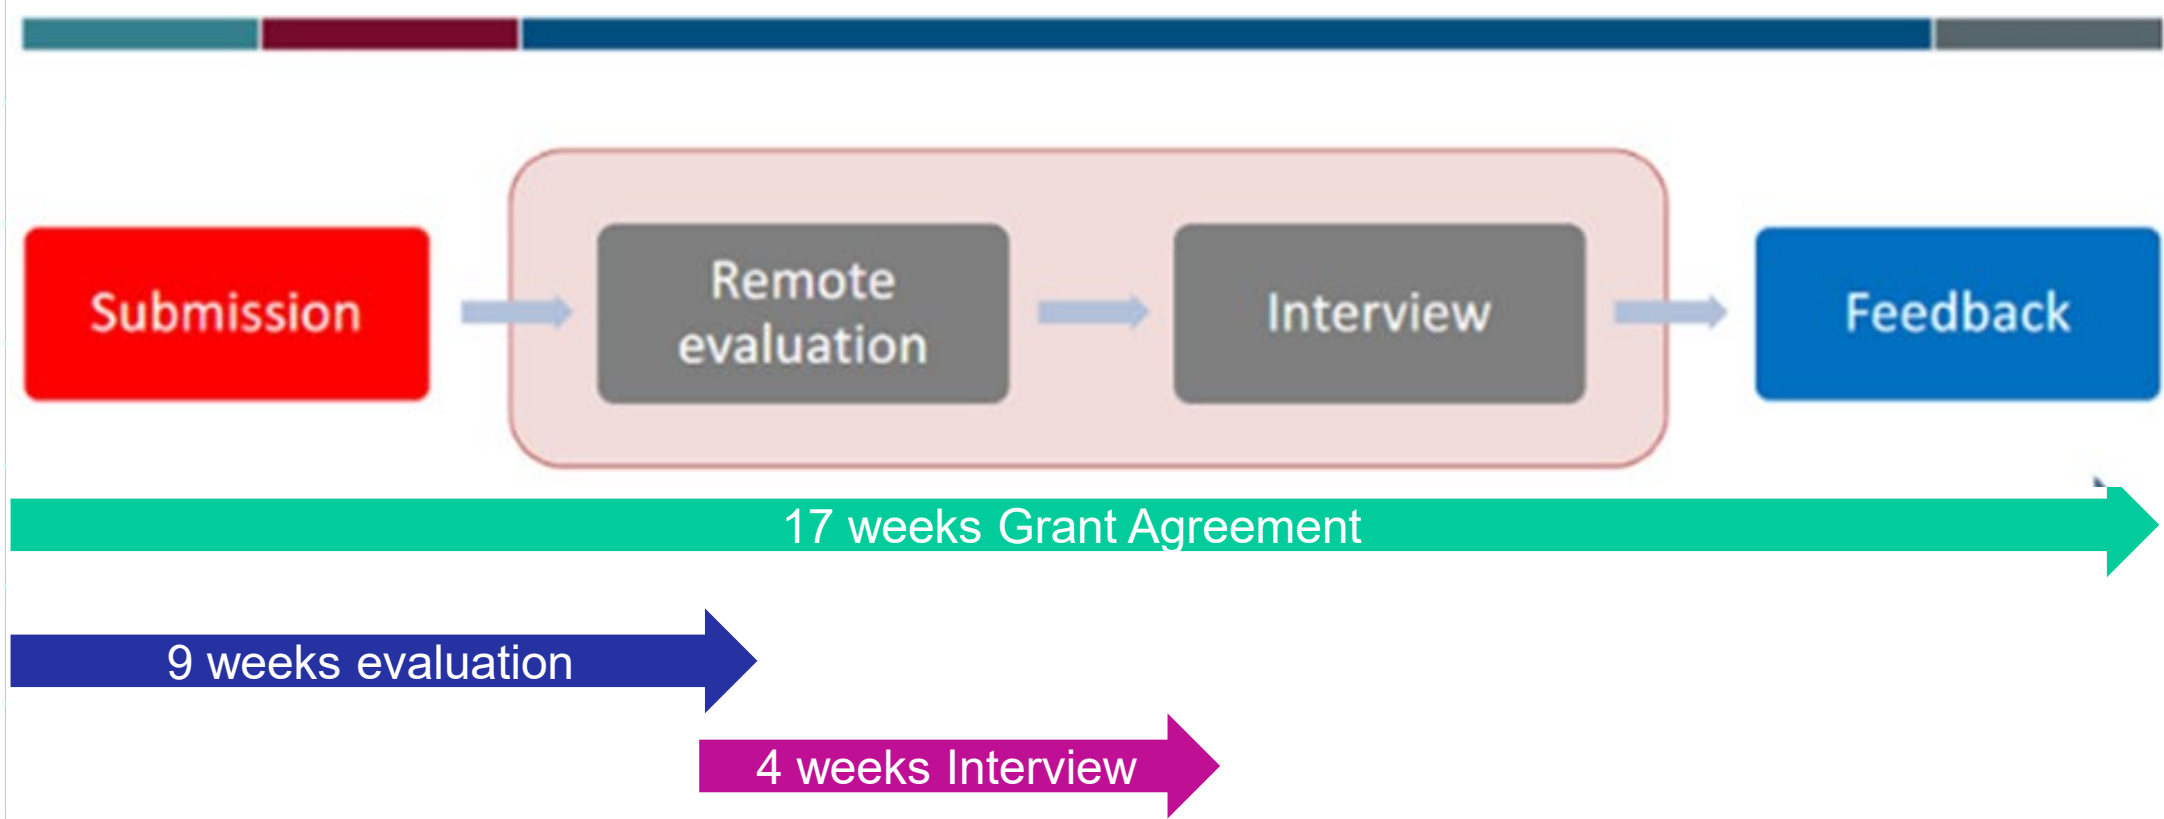 Submission
Remote
evaluation
Interview
Feedback
17 weeks Grant Agreement
9 weeks evaluation
4 weeks Interview